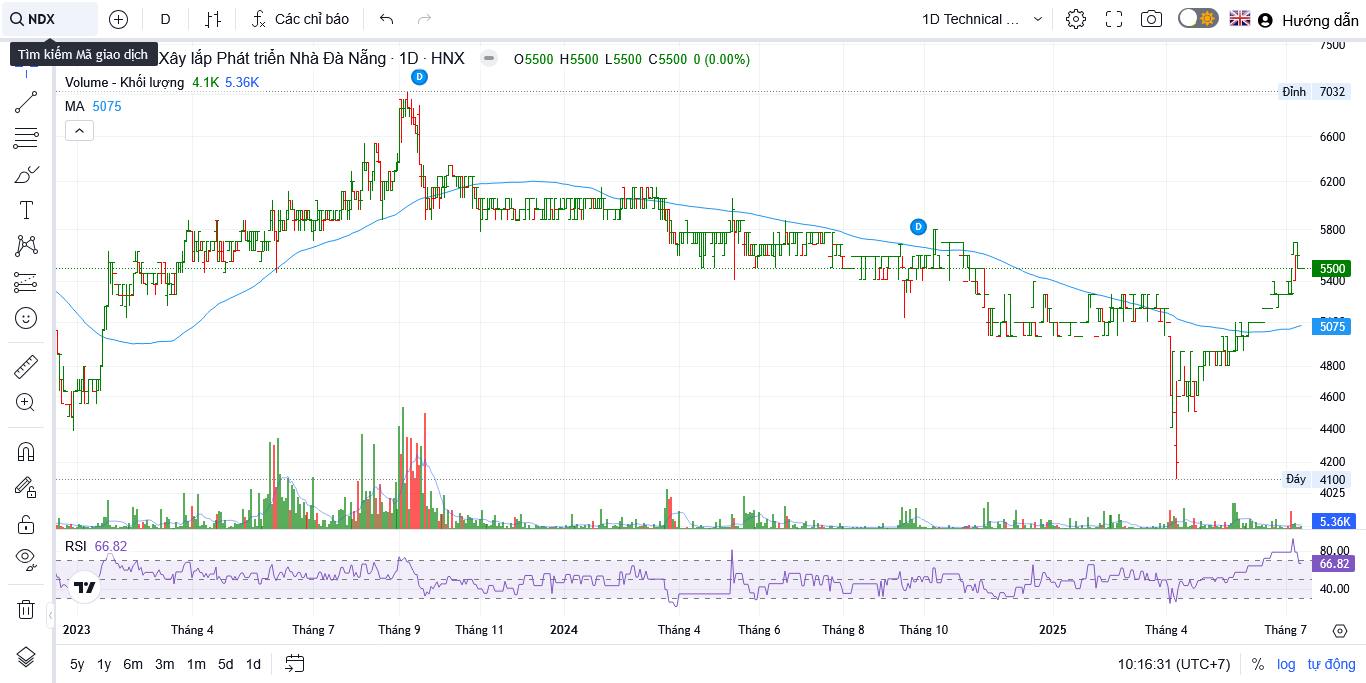 NDX D Các chỉ báo 1D Technical ... Hướng dẫn
Tìm kiếm Mã giao dịch
Xây lắp Phát triển Nhà Đà Nẵng · 1D · HNX O5500 H5500 L5500 C5500 0 (0.00%)
Volume - Khối lượng 4.1K 5.36K
MA 5075
D
D
7500
Đỉnh 7032
6600
6200
5800
5500
5400
5075
4800
4600
4400
4200
Đáy 4100
4025
5.36K
RSI 66.82
80.00
66.82
40.00
2023 Tháng 4 Tháng 7 Tháng 9 Tháng 11 2024 Tháng 4 Tháng 6 Tháng 8 Tháng 10 2025 Tháng 4 Tháng 7
5y 1y 6m 3m 1m 5d 1d 10:16:31 (UTC+7) % log tự động